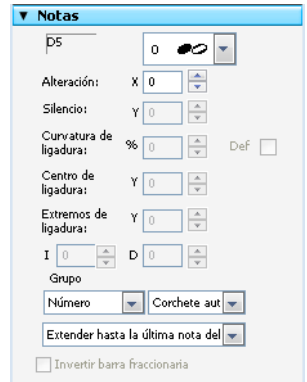 ▼ Notas
D5
0
Alteración: X 0
Silencio: Y 0
Curvatura de ligadura: % 0 Def
Centro de ligadura: Y 0
Extremos de ligadura: Y 0
I 0 D 0
Grupo
Número Corchete aut
Extender hasta la última nota del
Invertir barra fraccionaria